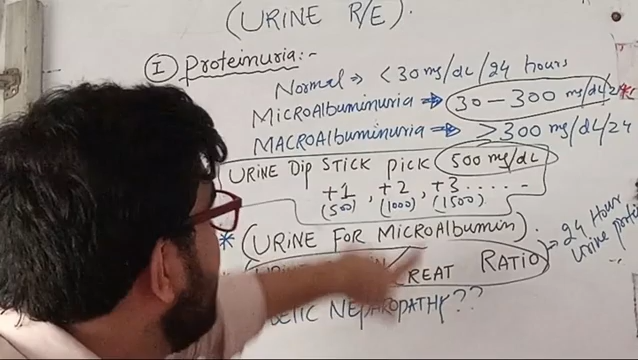 (URINE R/E).
I Proteinuria:-
Normal => <30 mg/dL/24 hours
MICROAlbuminuria => 30-300 mg/dL/24
MACROAlbuminuria => >300 mg/dL/24
URINE DIP STICK PICK 500 mg/dL
+1, +2, +3......
(500) (1000) (1500)
* (URINE FOR MICROAlbumin).
REAT RATIO => 24 Hour
urine
ETIC NEPHROPATHY??